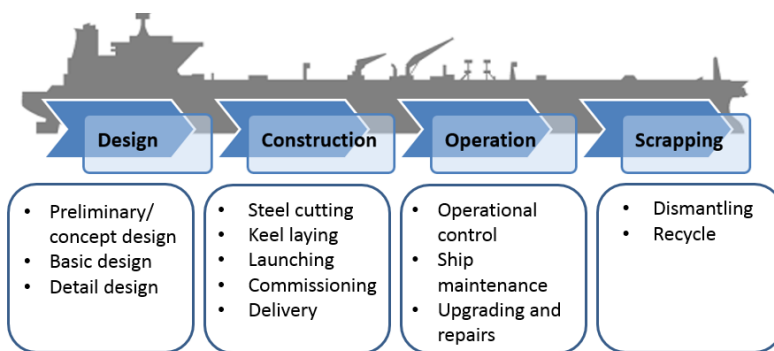 Design
Construction
Operation
Scrapping
• Preliminary/
concept design
• Basic design
• Detail design
• Steel cutting
• Keel laying
• Launching
• Commissioning
• Delivery
• Operational
control
• Ship
maintenance
• Upgrading and
repairs
• Dismantling
• Recycle